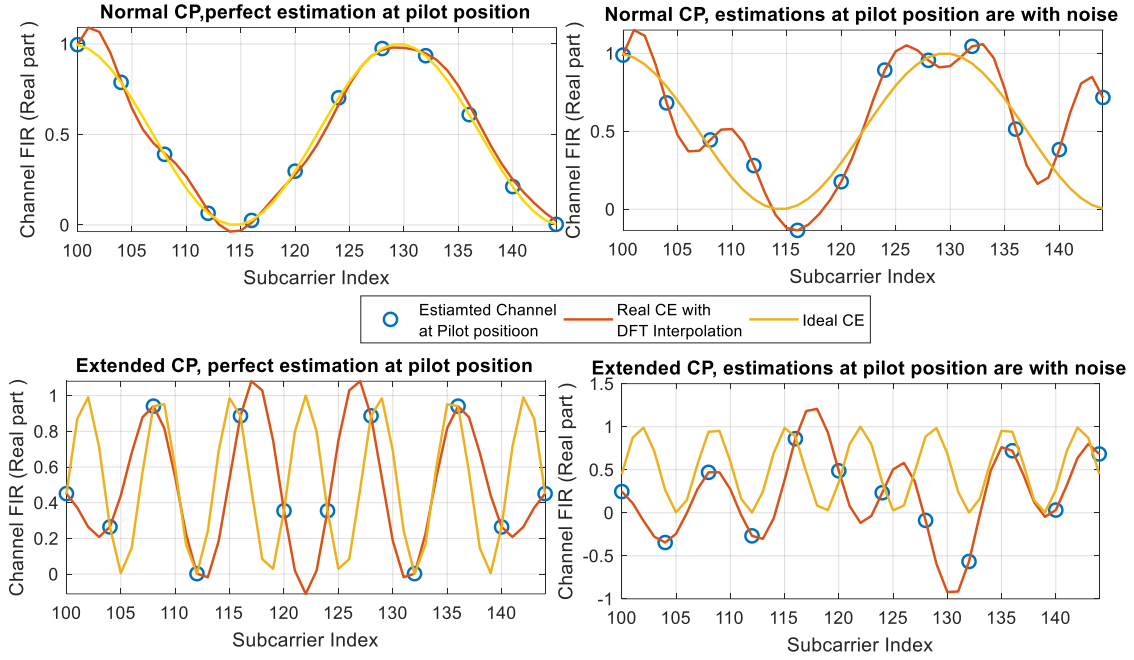 Normal CP,perfect estimation at pilot position
Channel FIR (Real part )
1
0.5
0
100 105 110 115 120 125 130 135 140
Subcarrier Index
Normal CP, estimations at pilot position are with noise
Channel FIR (Real part )
1
0.5
0
100 105 110 115 120 125 130 135 140
Subcarrier Index
Estiamted Channel
at Pilot positioon
Real CE with
DFT Interpolation
Ideal CE
Extended CP, perfect estimation at pilot position
Channel FIR (Real part )
1
0.8
0.6
0.4
0.2
0
100 105 110 115 120 125 130 135 140
Subcarrier Index
Extended CP, estimations at pilot position are with noise
Channel FIR (Real part )
1.5
1
0.5
0
-0.5
-1
100 105 110 115 120 125 130 135 140
Subcarrier Index